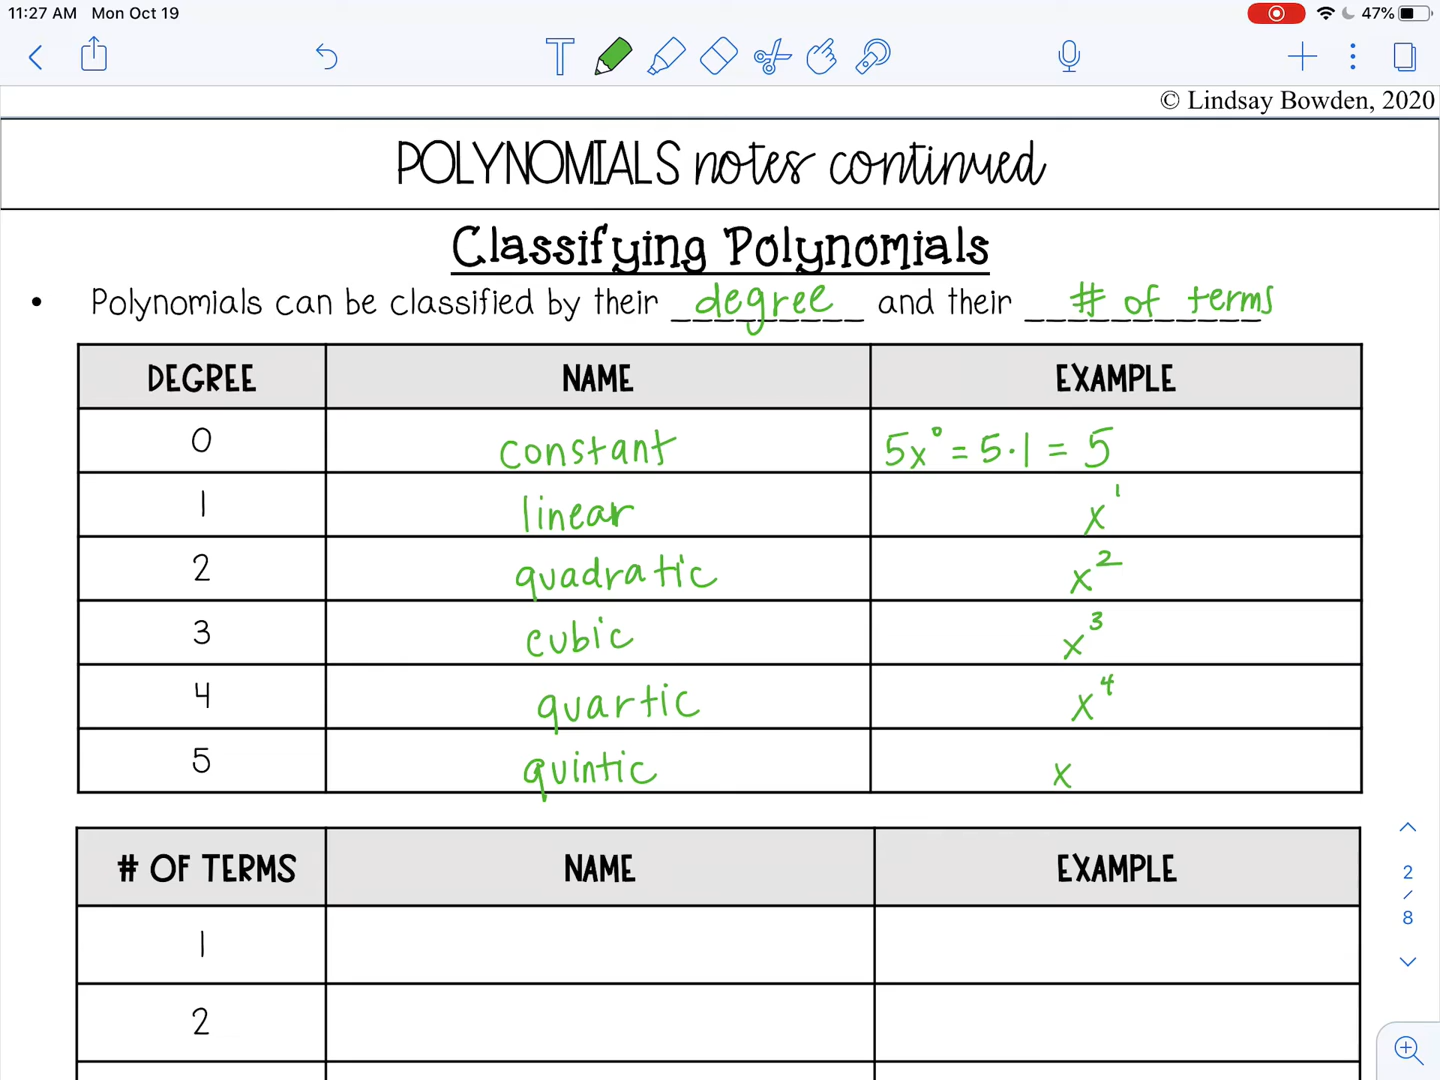 11:27 AM Mon Oct 19 47%
T
© Lindsay Bowden, 2020
POLYNOMIALS notes continued
Classifying Polynomials
• Polynomials can be classified by their degree and their # of terms
DEGREE NAME EXAMPLE
0 constant 5x⁰ = 5·1 = 5
1 linear x¹
2 quadratic x²
3 cubic x³
4 quartic x⁴
5 quintic x
# OF TERMS NAME EXAMPLE
1
2
2
/
8